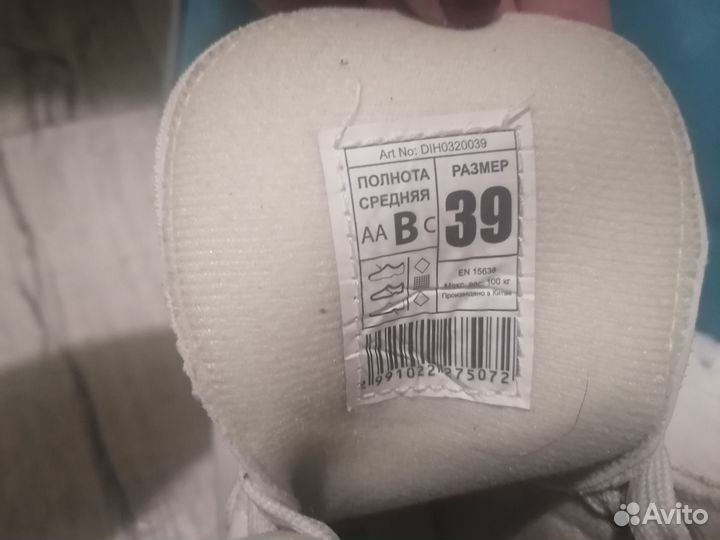 Art No: DIH0320039
ПОЛНОТА
СРЕДНЯЯ
AA B C
РАЗМЕР
39
EN 15638
Макс. вес: 100 кг
Произведено в Китае
2991022275072
Avito